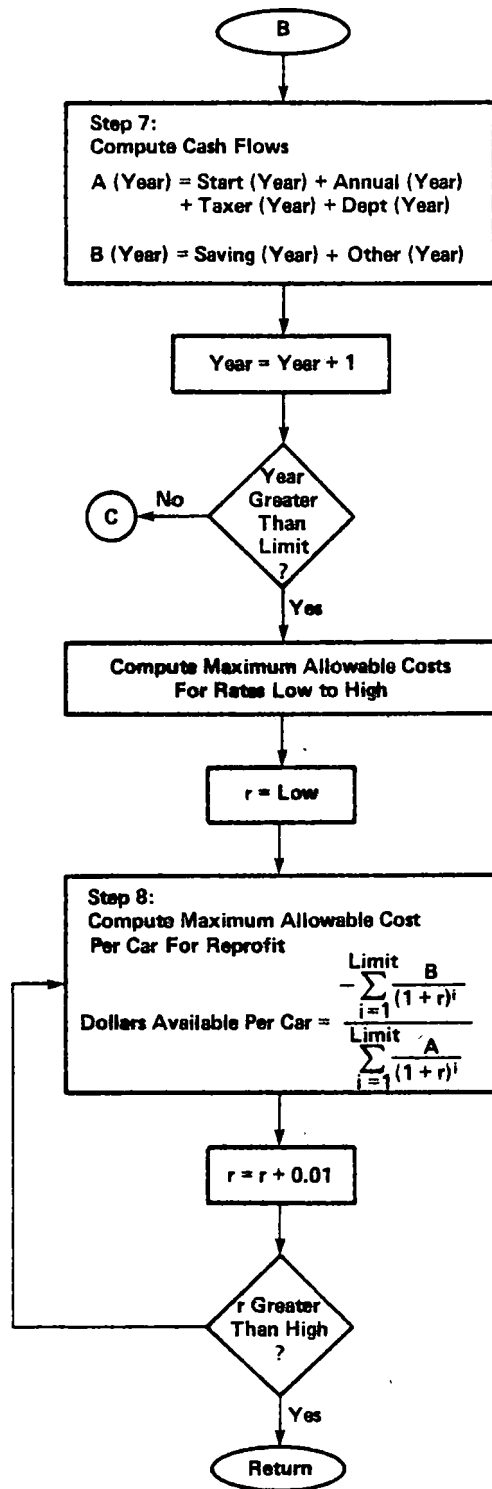 B
Step 7:
Compute Cash Flows
A (Year) = Start (Year) + Annual (Year)
+ Taxer (Year) + Dept (Year)
B (Year) = Saving (Year) + Other (Year)
Year = Year + 1
Year
Greater
Than
Limit
?
No
C
Yes
Compute Maximum Allowable Costs
For Rates Low to High
r = Low
Step 8:
Compute Maximum Allowable Cost
Per Car For Reprofit
Dollars Available Per Car = 
Limit
-∑ B/(1 + r)^i
i = 1
Limit
∑ A/(1 + r)^i
i = 1
r = r + 0.01
r Greater
Than High
?
Yes
Return